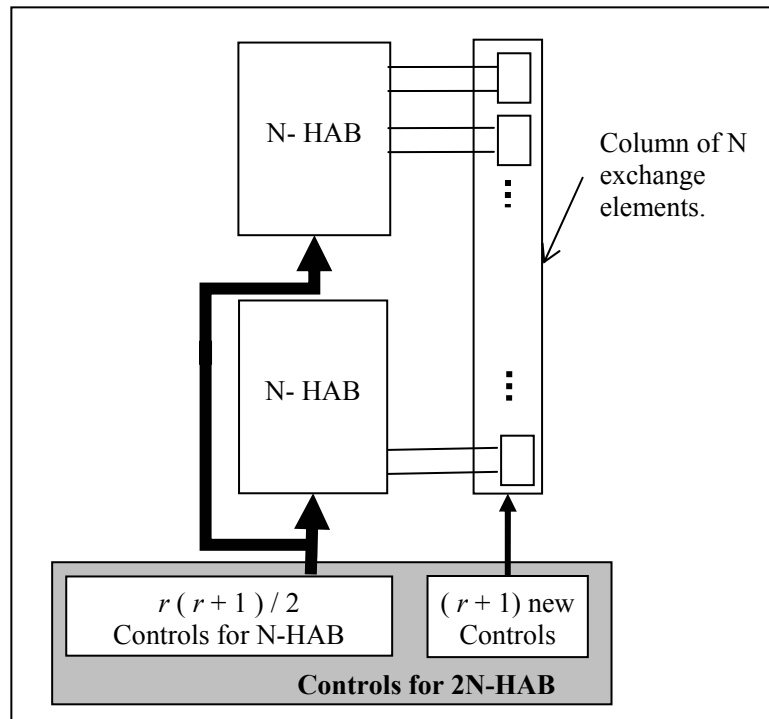 N- HAB
Column of N
exchange
elements.
N- HAB
r ( r + 1 ) / 2
Controls for N-HAB
( r + 1) new
Controls
Controls for 2N-HAB